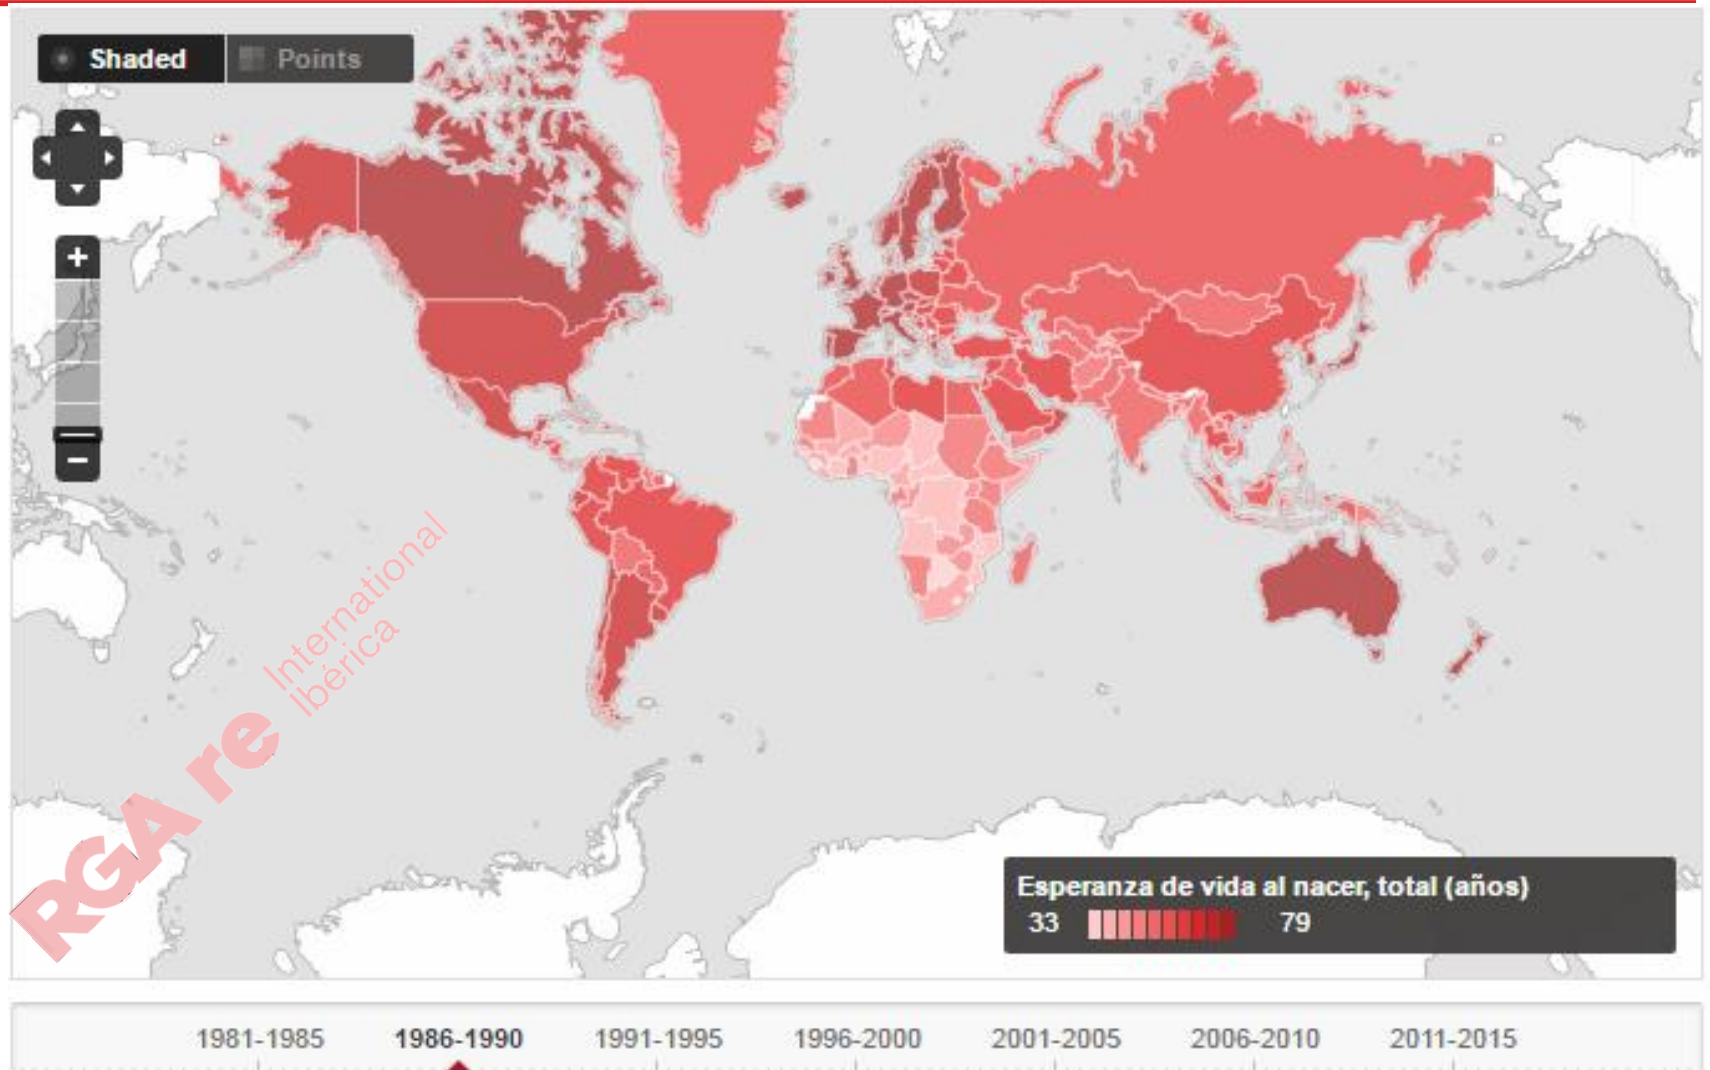 Shaded
Points
+
−
International
Ibérica
RGA re
Esperanza de vida al nacer, total (años)
33
79
1981-1985
1986-1990
1991-1995
1996-2000
2001-2005
2006-2010
2011-2015